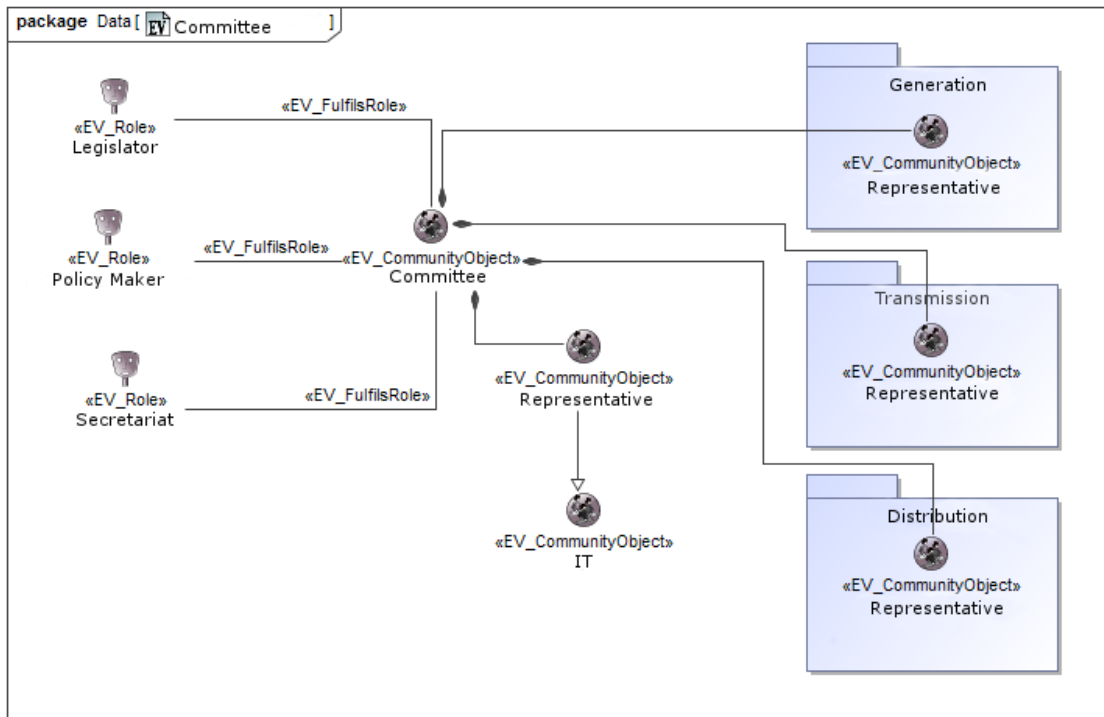 package Data [ EV Committee ]
«EV_Role»
Legislator
«EV_FulfilsRole»
«EV_Role»
Policy Maker
«EV_FulfilsRole»
«EV_Role»
Secretariat
«EV_FulfilsRole»
«EV_CommunityObject»
Committee
«EV_CommunityObject»
Representative
«EV_CommunityObject»
IT
Generation
«EV_CommunityObject»
Representative
Transmission
«EV_CommunityObject»
Representative
Distribution
«EV_CommunityObject»
Representative